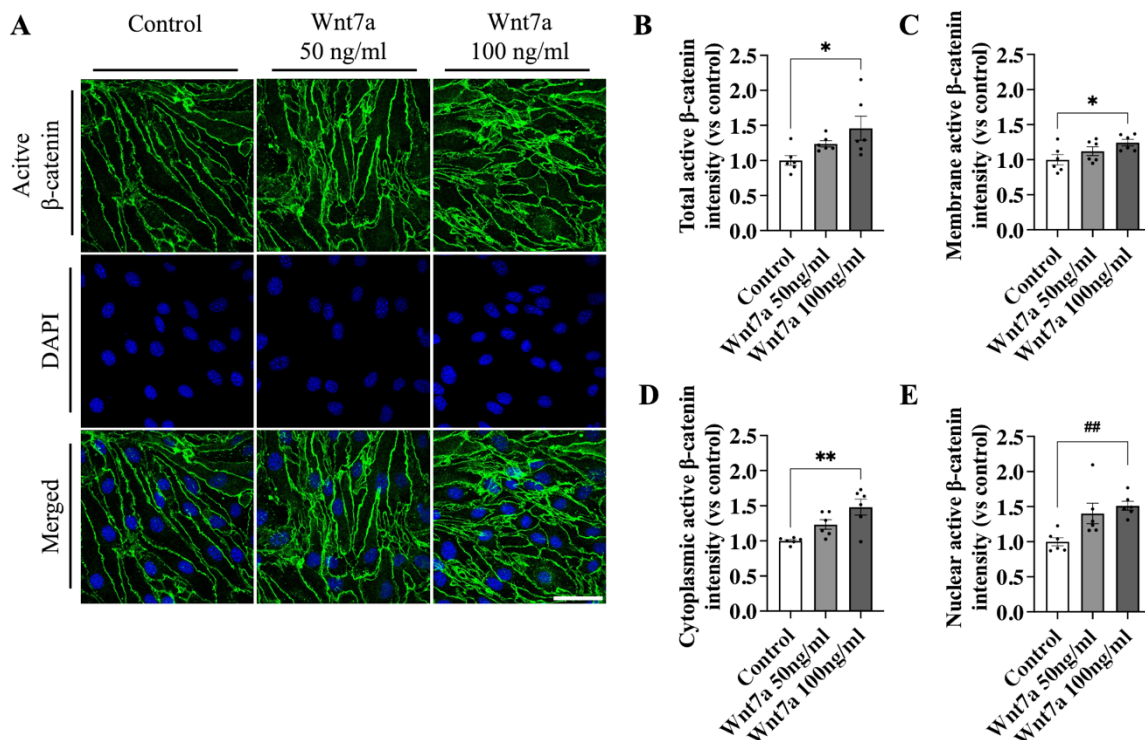 A
Control
Wnt7a
50 ng/ml
Wnt7a
100 ng/ml
Acitve
β-catenin
DAPI
Merged
B
Total active β-catenin
intensity (vs control)
2.5
2.0
1.5
1.0
0.5
0.0
*
Control
Wnt7a 50ng/ml
Wnt7a 100ng/ml
C
Membrane active β-catenin
intensity (vs control)
2.5
2.0
1.5
1.0
0.5
0.0
*
Control
Wnt7a 50ng/ml
Wnt7a 100ng/ml
D
Cytoplasmic active β-catenin
intensity (vs control)
2.5
2.0
1.5
1.0
0.5
0.0
**
Control
Wnt7a 50ng/ml
Wnt7a 100ng/ml
E
Nuclear active β-catenin
intensity (vs control)
2.5
2.0
1.5
1.0
0.5
0.0
##
Control
Wnt7a 50ng/ml
Wnt7a 100ng/ml